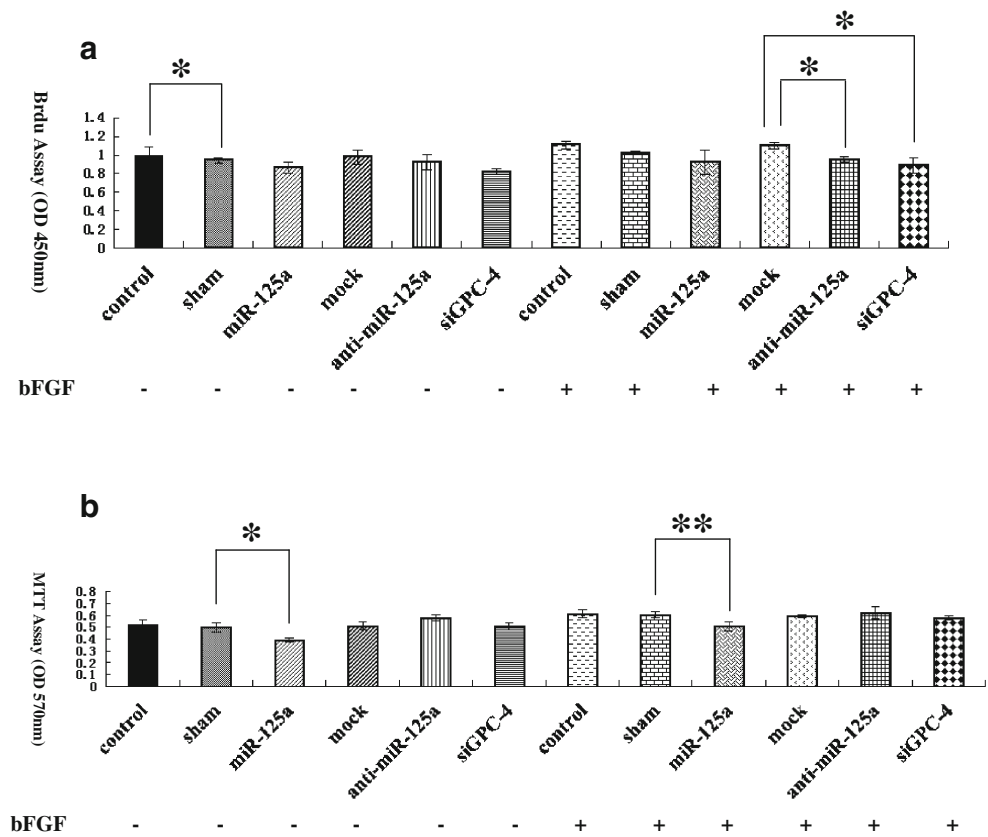 a
*
*
*
Brdu Assay (OD 450nm)
1.4
1.2
1
0.8
0.6
0.4
0.2
0
control
sham
miR-125a
mock
anti-miR-125a
siGPC-4
control
sham
miR-125a
mock
anti-miR-125a
siGPC-4
bFGF - - - - - - + + + + + +
b
*
**
MTT Assay (OD 570nm)
0.8
0.7
0.6
0.5
0.4
0.3
0.2
0.1
0
control
sham
miR-125a
mock
anti-miR-125a
siGPC-4
control
sham
miR-125a
mock
anti-miR-125a
siGPC-4
bFGF - - - - - - + + + + + +